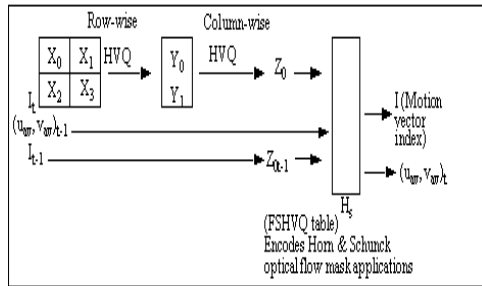 Row-wise
Column-wise
X0 X1
HVQ
Y0
HVQ
Z0
X2 X3
Y1
It
I (Motion
vector
index)
(uav, vav)t-1
It-1
Z0t-1
(uav, vav)t
Hs
(FSHVQ table)
Encodes Horn & Schunck
optical flow mask applications